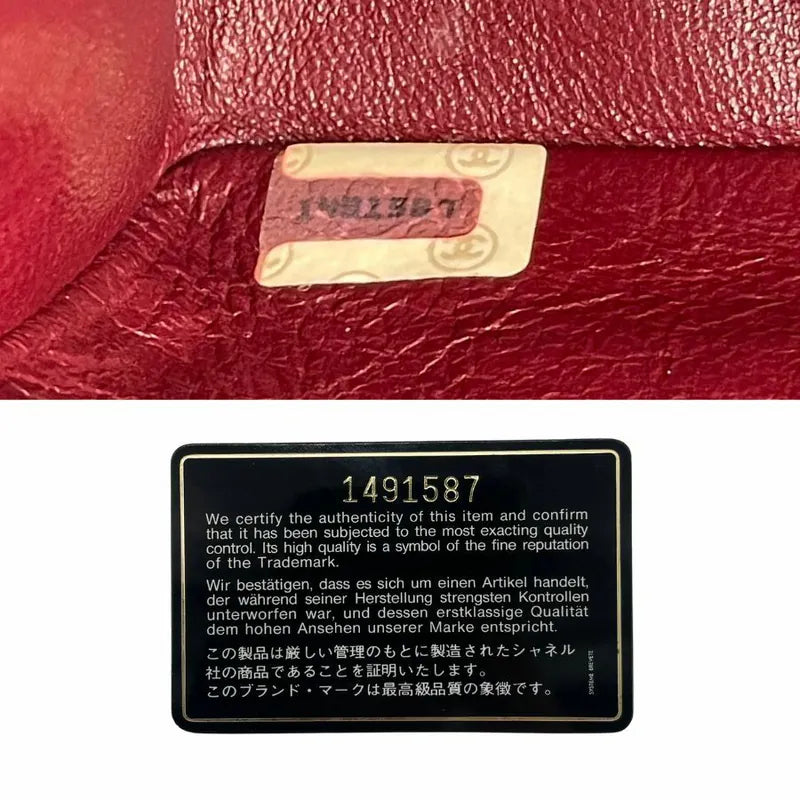 1491587
1491587
We certify the authenticity of this item and confirm
that it has been subjected to the most exacting quality
control. Its high quality is a symbol of the fine reputation
of the Trademark.
Wir bestätigen, dass es sich um einen Artikel handelt,
der während seiner Herstellung strengsten Kontrollen
unterworfen war, und dessen erstklassige Qualität
dem hohen Ansehen unserer Marke entspricht.
この製品は厳しい管理のもとに製造されたシャネル
社の商品であることを証明いたします。
このブランド・マークは最高級品質の象徴です。
SYSTEME BREVETE